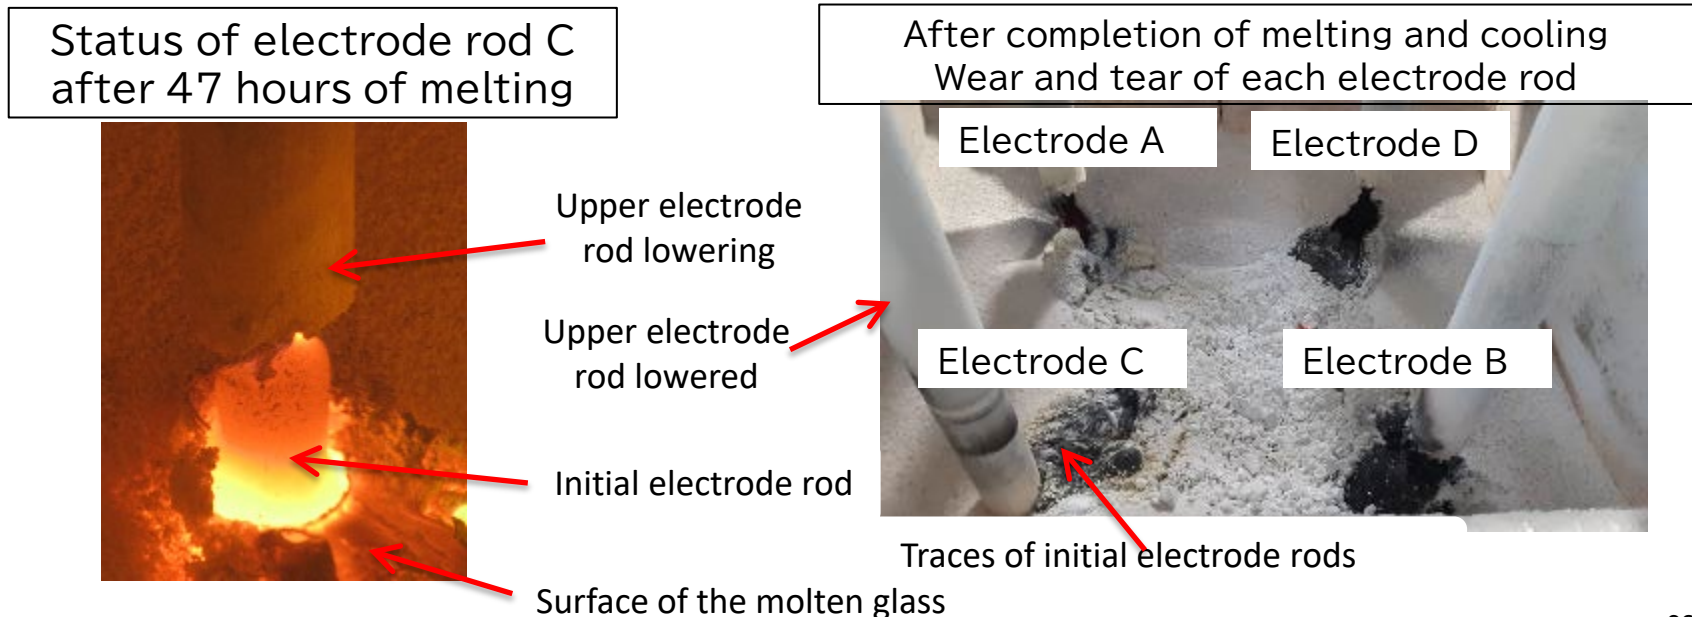 Status of electrode rod C
after 47 hours of melting
After completion of melting and cooling
Wear and tear of each electrode rod
Electrode A
Electrode D
Upper electrode
rod lowering
Upper electrode
rod lowered
Electrode C
Electrode B
Initial electrode rod
Traces of initial electrode rods
Surface of the molten glass